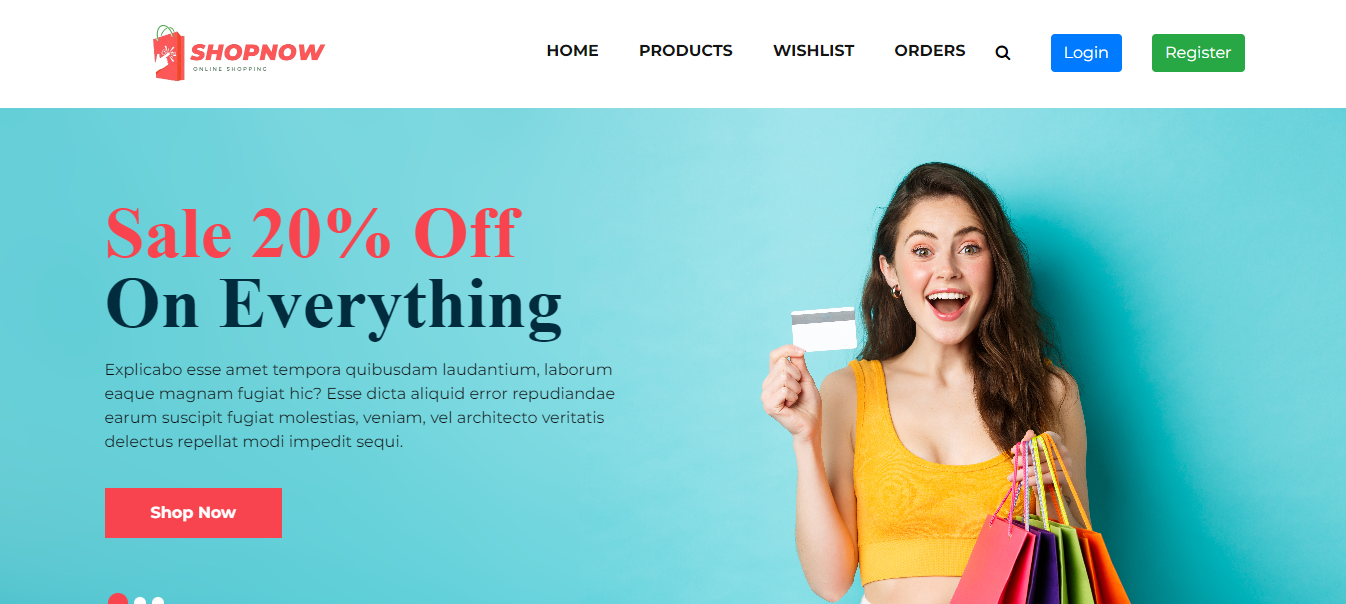 SHOPNOW
ONLINE SHOPPING
HOME PRODUCTS WISHLIST ORDERS Login Register
Sale 20% Off
On Everything
Explicabo esse amet tempora quibusdam laudantium, laborum
eaque magnam fugiat hic? Esse dicta aliquid error repudiandae
earum suscipit fugiat molestias, veniam, vel architecto veritatis
delectus repellat modi impedit sequi.
Shop Now